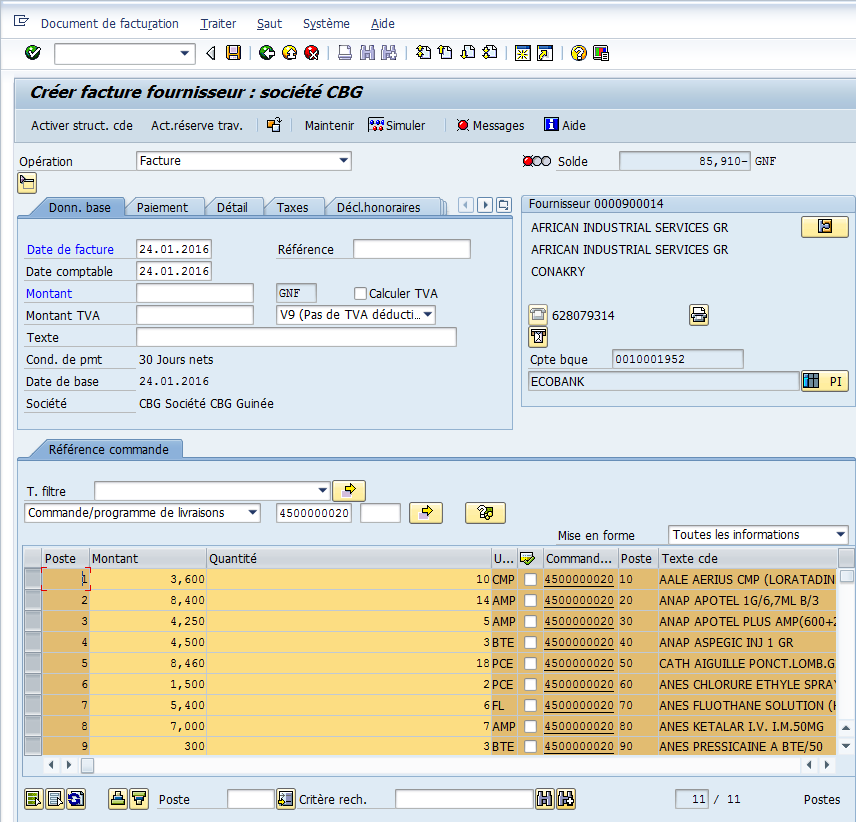 Document de facturation Traiter Saut Système Aide
Créer facture fournisseur : société CBG
Activer struct. cde Act.réserve trav. Maintenir Simuler Messages Aide
Opération Facture Solde 85,910- GNF
Donn. base Paiement Détail Taxes Décl.honoraires
Fournisseur 0000900014
Date de facture 24.01.2016 Référence
AFRICAN INDUSTRIAL SERVICES GR
Date comptable 24.01.2016
AFRICAN INDUSTRIAL SERVICES GR
Montant GNF Calculer TVA
CONAKRY
Montant TVA V9 (Pas de TVA déducti...
628079314
Texte
Cond. de pmt 30 Jours nets
Cpte bque 0010001952
Date de base 24.01.2016
ECOBANK PI
Société CBG Société CBG Guinée
Référence commande
T. filtre
Commande/programme de livraisons 4500000020
Mise en forme Toutes les informations
Poste Montant Quantité U... Command... Poste Texte cde
1 3,600 10 CMP 4500000020 10 AALE AERIUS CMP (LORATADIN
2 8,400 14 AMP 4500000020 20 ANAP APOTEL 1G/6,7ML B/3
3 4,250 5 AMP 4500000020 30 ANAP APOTEL PLUS AMP(600+2
4 4,500 3 BTE 4500000020 40 ANAP ASPEGIC INJ 1 GR
5 8,460 18 PCE 4500000020 50 CATH AIGUILLE PONCT.LOMB.G
6 1,500 2 PCE 4500000020 60 ANES CHLORURE ETHYLE SPRAY
7 5,400 6 FL 4500000020 70 ANES FLUOTHANE SOLUTION (H
8 7,000 7 AMP 4500000020 80 ANES KETALAR I.V. I.M.50MG
9 300 3 BTE 4500000020 90 ANES PRESSICAINE A BTE/50
Poste Critère rech. 11 / 11 Postes